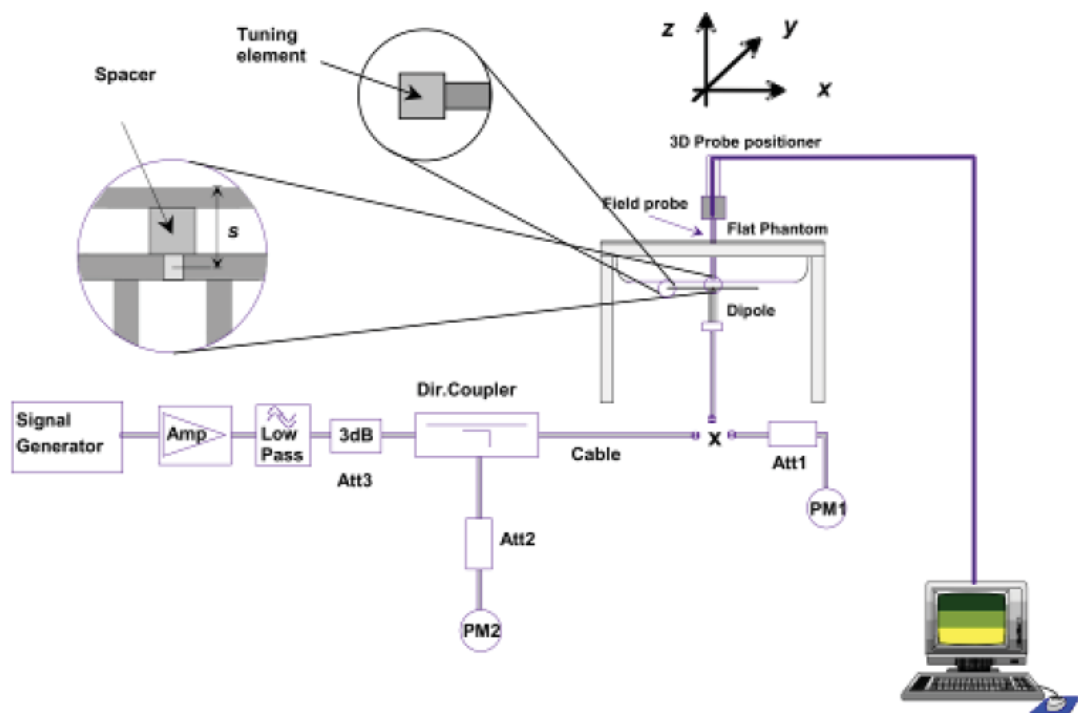 Tuning
element
Spacer
z
y
x
3D Probe positioner
Field probe
Flat Phantom
s
Dipole
Dir.Coupler
Signal
Generator
Amp
Low
Pass
3dB
Att3
Cable
X
Att1
PM1
Att2
PM2